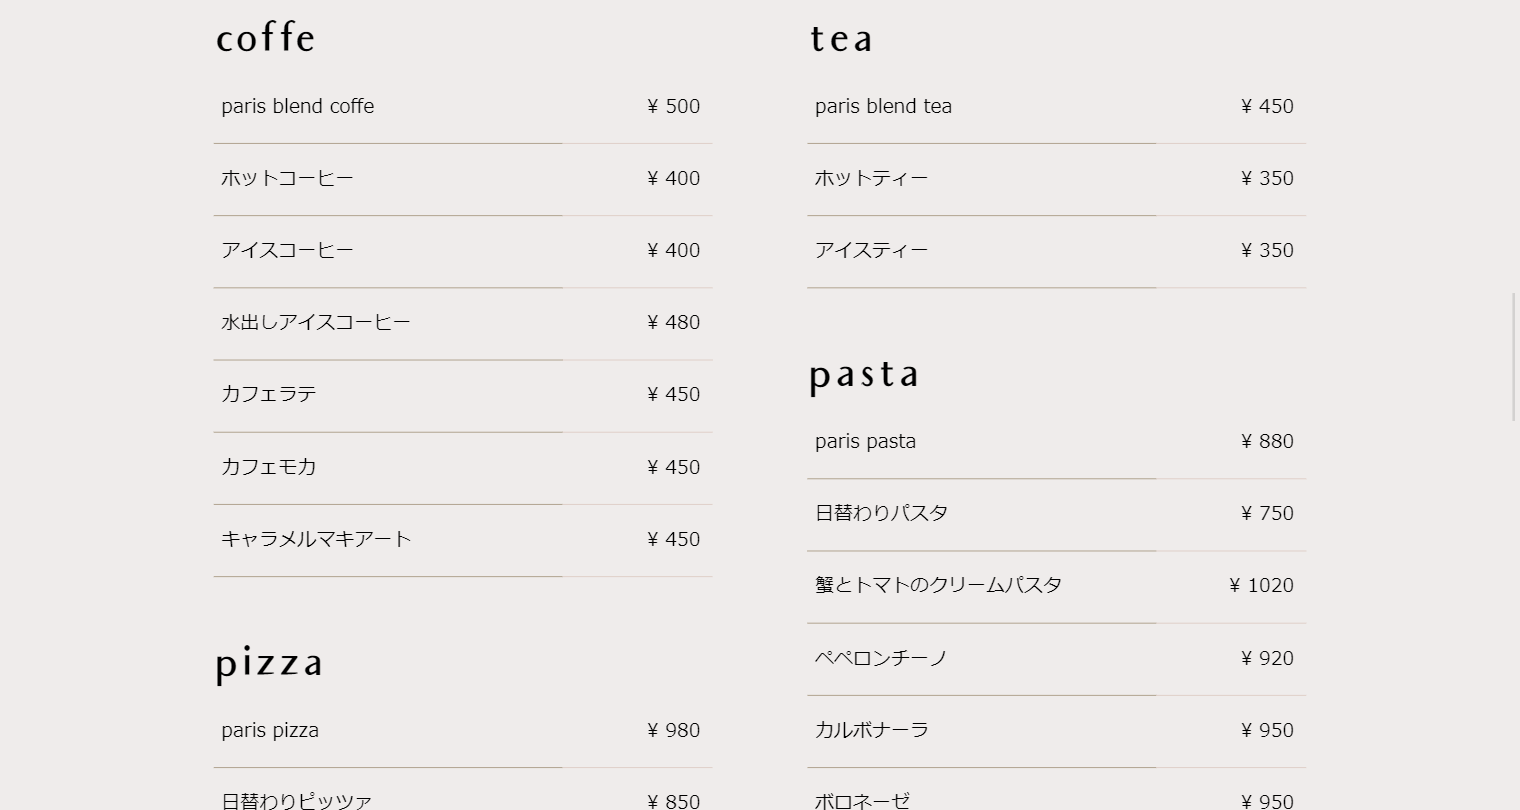 coffe
paris blend coffe ¥ 500
ホットコーヒー ¥ 400
アイスコーヒー ¥ 400
水出しアイスコーヒー ¥ 480
カフェラテ ¥ 450
カフェモカ ¥ 450
キャラメルマキアート ¥ 450
pizza
paris pizza ¥ 980
日替わりピッツァ ¥ 850
tea
paris blend tea ¥ 450
ホットティー ¥ 350
アイスティー ¥ 350
pasta
paris pasta ¥ 880
日替わりパスタ ¥ 750
蟹とトマトのクリームパスタ ¥ 1020
ペペロンチーノ ¥ 920
カルボナーラ ¥ 950
ボロネーゼ ¥ 950